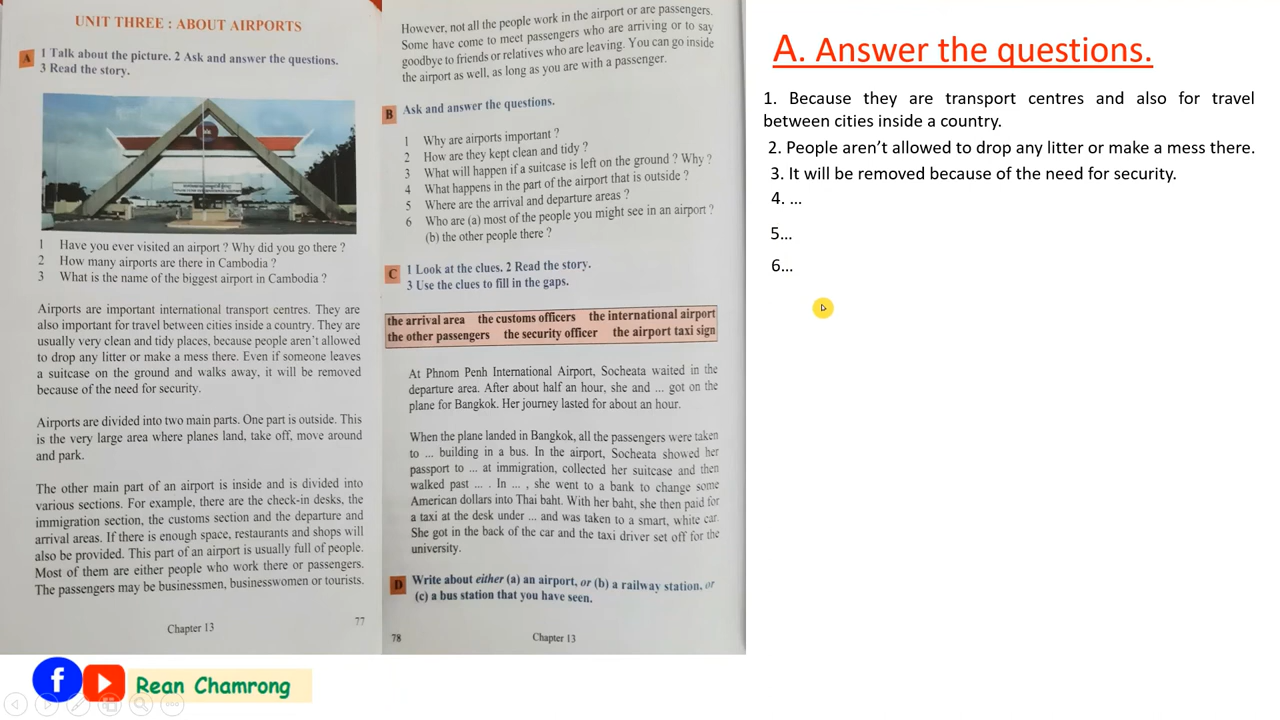 UNIT THREE : ABOUT AIRPORTS
A
1 Talk about the picture. 2 Ask and answer the questions.
3 Read the story.
1 Have you ever visited an airport ? Why did you go there ?
2 How many airports are there in Cambodia ?
3 What is the name of the biggest airport in Cambodia ?
Airports are important international transport centres. They are
also important for travel between cities inside a country. They are
usually very clean and tidy places, because people aren't allowed
to drop any litter or make a mess there. Even if someone leaves
a suitcase on the ground and walks away, it will be removed
because of the need for security.
Airports are divided into two main parts. One part is outside. This
is the very large area where planes land, take off, move around
and park.
The other main part of an airport is inside and is divided into
various sections. For example, there are the check-in desks, the
immigration section, the customs section and the departure and
arrival areas. If there is enough space, restaurants and shops will
also be provided. This part of an airport is usually full of people.
Most of them are either people who work there or passengers.
The passengers may be businessmen, businesswomen or tourists.
Chapter 13
77
However, not all the people work in the airport or are passengers.
Some have come to meet passengers who are arriving or to say
goodbye to friends or relatives who are leaving. You can go inside
the airport as well, as long as you are with a passenger.
B
Ask and answer the questions.
1 Why are airports important ?
2 How are they kept clean and tidy ?
3 What will happen if a suitcase is left on the ground ? Why ?
4 What happens in the part of the airport that is outside ?
5 Where are the arrival and departure areas ?
6 Who are (a) most of the people you might see in an airport ?
(b) the other people there ?
C
1 Look at the clues. 2 Read the story.
3 Use the clues to fill in the gaps.
the arrival area the customs officers the international airport
the other passengers the security officer the airport taxi sign
At Phnom Penh International Airport, Socheata waited in the
departure area. After about half an hour, she and ... got on the
plane for Bangkok. Her journey lasted for about an hour.
When the plane landed in Bangkok, all the passengers were taken
to ... building in a bus. In the airport, Socheata showed her
passport to ... at immigration, collected her suitcase and then
walked past ... . In ... , she went to a bank to change some
American dollars into Thai baht. With her baht, she then paid for
a taxi at the desk under ... and was taken to a smart, white car.
She got in the back of the car and the taxi driver set off for the
university.
D
Write about either (a) an airport, or (b) a railway station, or
(c) a bus station that you have seen.
78
Chapter 13
A. Answer the questions.
1. Because they are transport centres and also for travel
between cities inside a country.
2. People aren't allowed to drop any litter or make a mess there.
3. It will be removed because of the need for security.
4. ...
5...
6...
f
Rean Chamrong